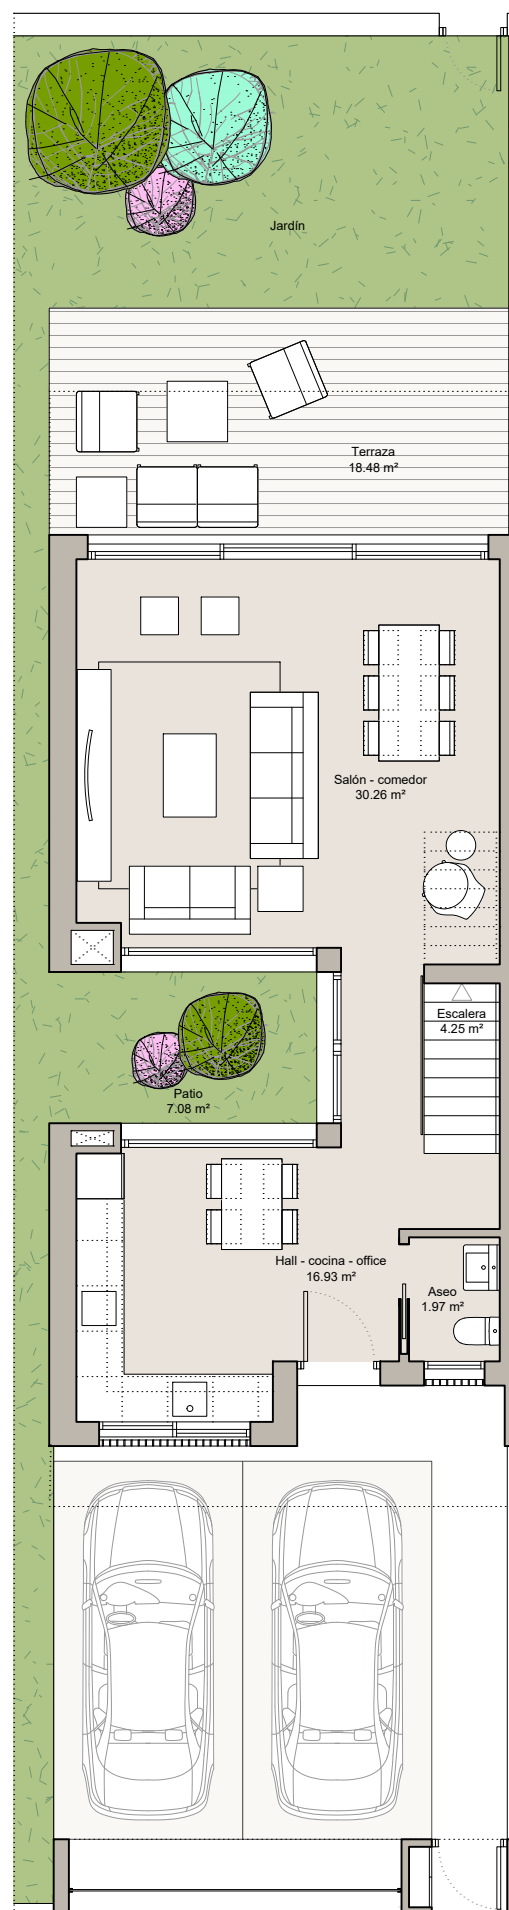 Jardín
Terraza
18.48 m²
Salón - comedor
30.26 m²
Escalera
4.25 m²
Patio
7.08 m²
Hall - cocina - office
16.93 m²
Aseo
1.97 m²